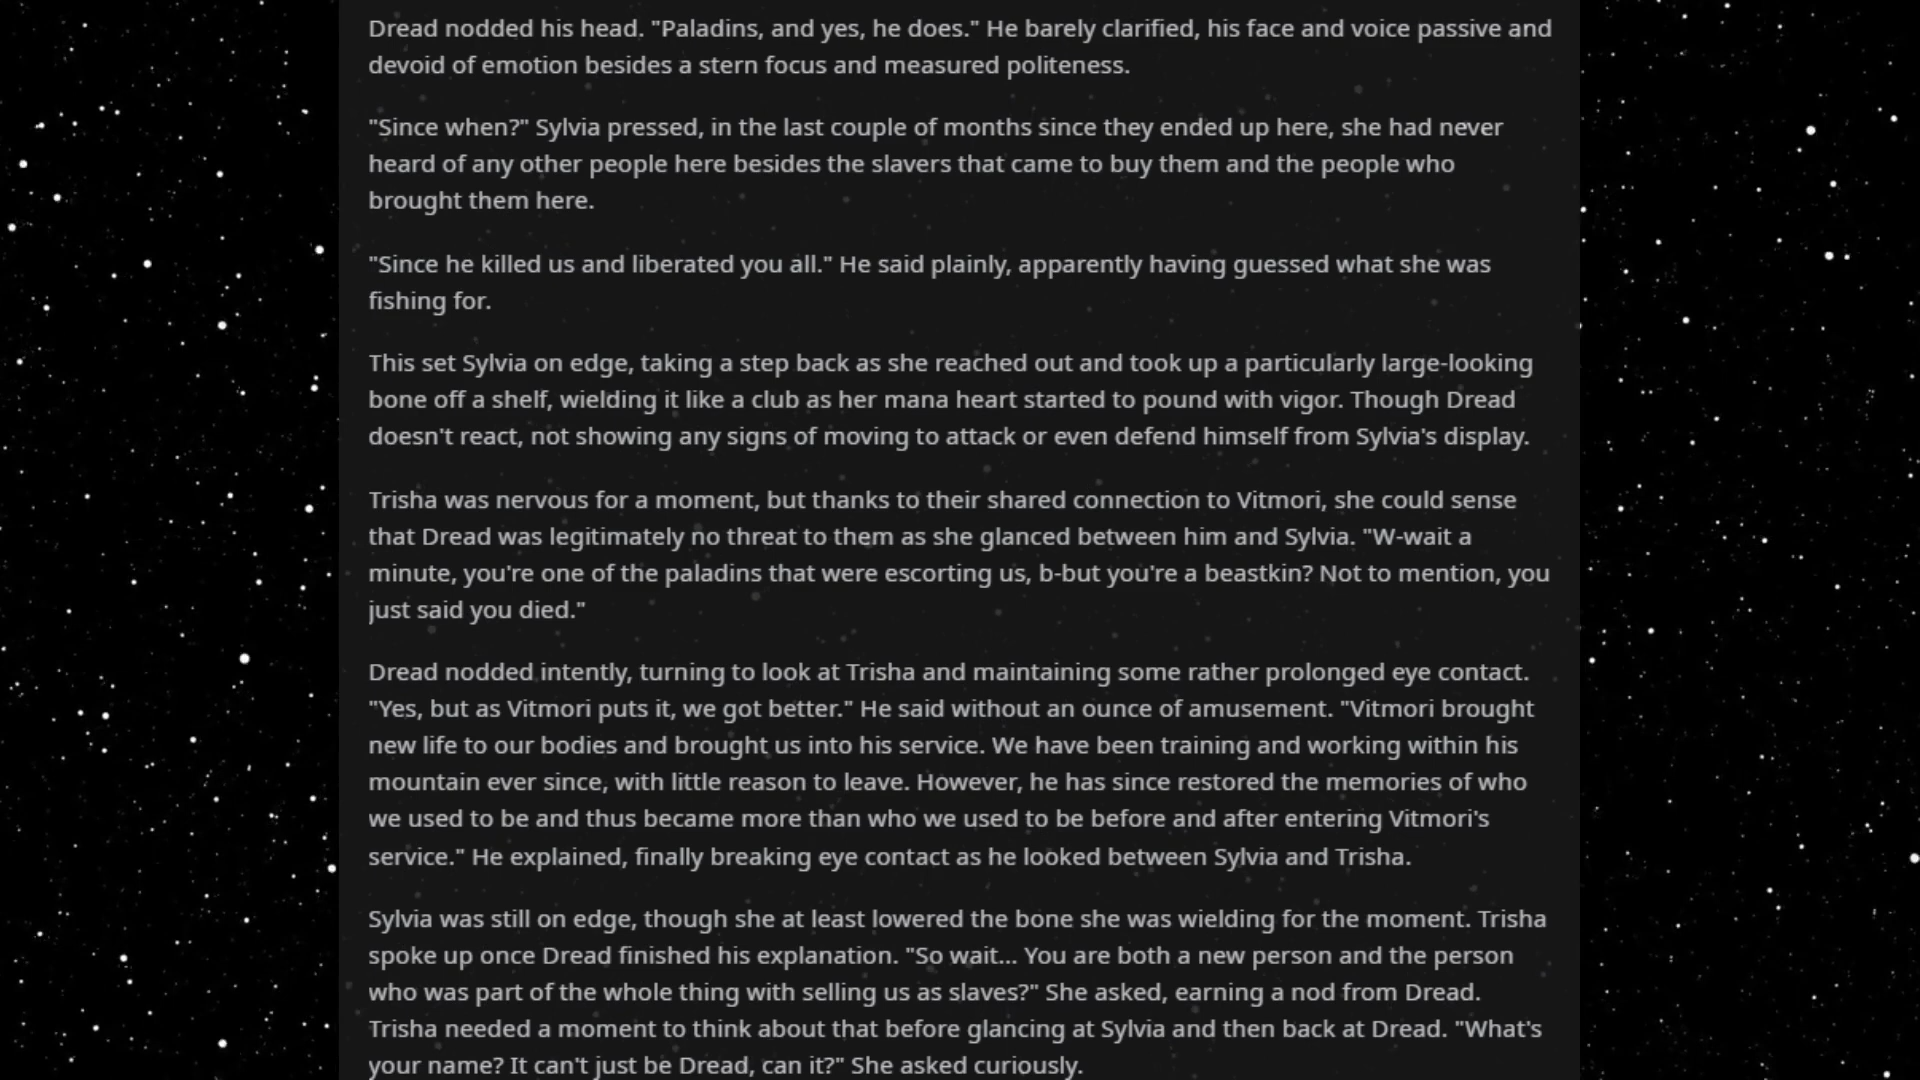 Dread nodded his head. "Paladins, and yes, he does." He barely clarified, his face and voice passive and
devoid of emotion besides a stern focus and measured politeness.
"Since when?" Sylvia pressed, in the last couple of months since they ended up here, she had never
heard of any other people here besides the slavers that came to buy them and the people who
brought them here.
"Since he killed us and liberated you all." He said plainly, apparently having guessed what she was
fishing for.
This set Sylvia on edge, taking a step back as she reached out and took up a particularly large-looking
bone off a shelf, wielding it like a club as her mana heart started to pound with vigor. Though Dread
doesn't react, not showing any signs of moving to attack or even defend himself from Sylvia's display.
Trisha was nervous for a moment, but thanks to their shared connection to Vitmori, she could sense
that Dread was legitimately no threat to them as she glanced between him and Sylvia. "W-wait a
minute, you're one of the paladins that were escorting us, b-but you're a beastkin? Not to mention, you
just said you died."
Dread nodded intently, turning to look at Trisha and maintaining some rather prolonged eye contact.
"Yes, but as Vitmori puts it, we got better." He said without an ounce of amusement. "Vitmori brought
new life to our bodies and brought us into his service. We have been training and working within his
mountain ever since, with little reason to leave. However, he has since restored the memories of who
we used to be and thus became more than who we used to be before and after entering Vitmori's
service." He explained, finally breaking eye contact as he looked between Sylvia and Trisha.
Sylvia was still on edge, though she at least lowered the bone she was wielding for the moment. Trisha
spoke up once Dread finished his explanation. "So wait... You are both a new person and the person
who was part of the whole thing with selling us as slaves?" She asked, earning a nod from Dread.
Trisha needed a moment to think about that before glancing at Sylvia and then back at Dread. "What's
your name? It can't just be Dread, can it?" She asked curiously.